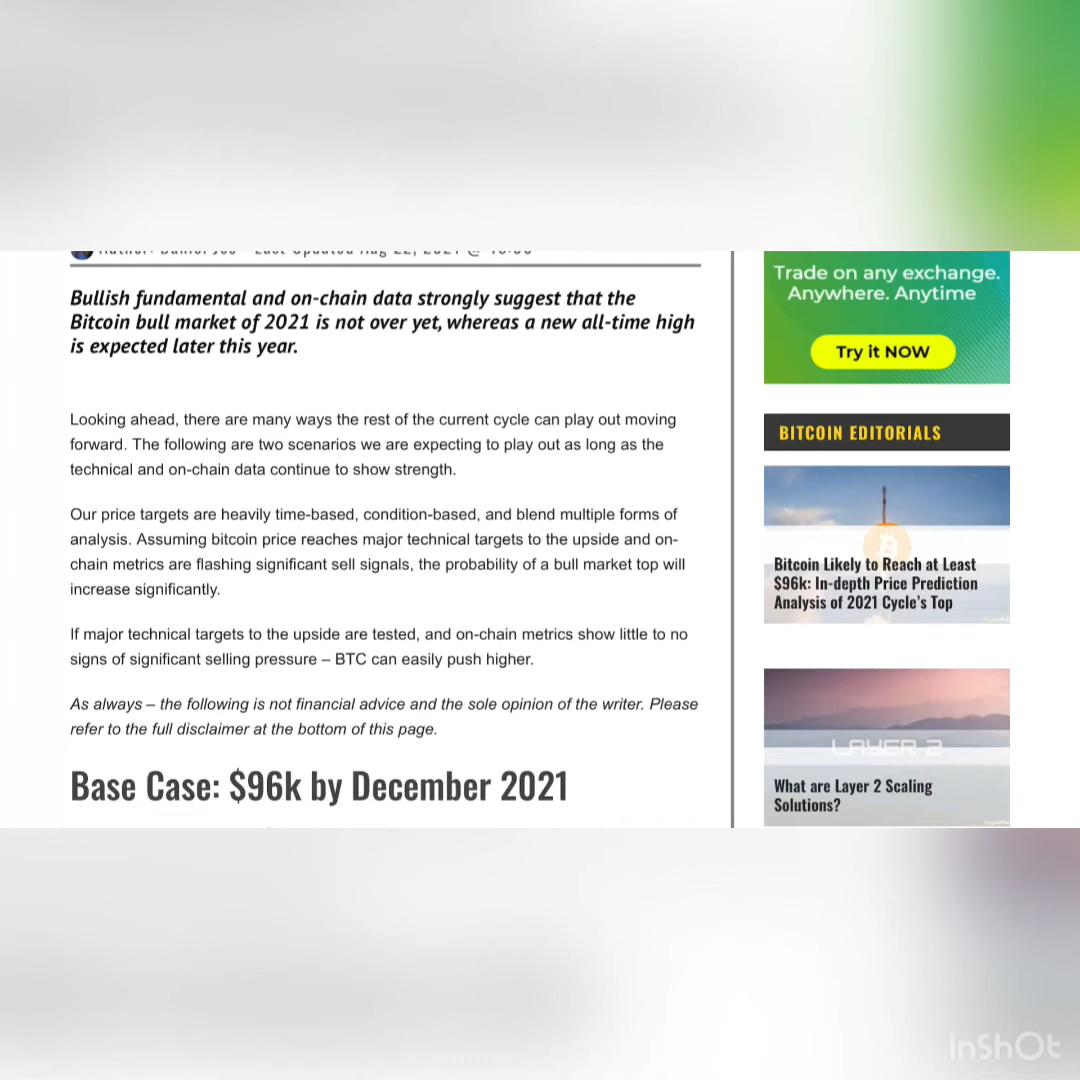 Bullish fundamental and on-chain data strongly suggest that the
Bitcoin bull market of 2021 is not over yet, whereas a new all-time high
is expected later this year.
Looking ahead, there are many ways the rest of the current cycle can play out moving
forward. The following are two scenarios we are expecting to play out as long as the
technical and on-chain data continue to show strength.
Our price targets are heavily time-based, condition-based, and blend multiple forms of
analysis. Assuming bitcoin price reaches major technical targets to the upside and on-
chain metrics are flashing significant sell signals, the probability of a bull market top will
increase significantly.
If major technical targets to the upside are tested, and on-chain metrics show little to no
signs of significant selling pressure – BTC can easily push higher.
As always – the following is not financial advice and the sole opinion of the writer. Please
refer to the full disclaimer at the bottom of this page.
Base Case: $96k by December 2021
Trade on any exchange.
Anywhere. Anytime
Try it NOW
BITCOIN EDITORIALS
Bitcoin Likely to Reach at Least
$96k: In-depth Price Prediction
Analysis of 2021 Cycle's Top
LAYER 2
What are Layer 2 Scaling
Solutions?
InShOt